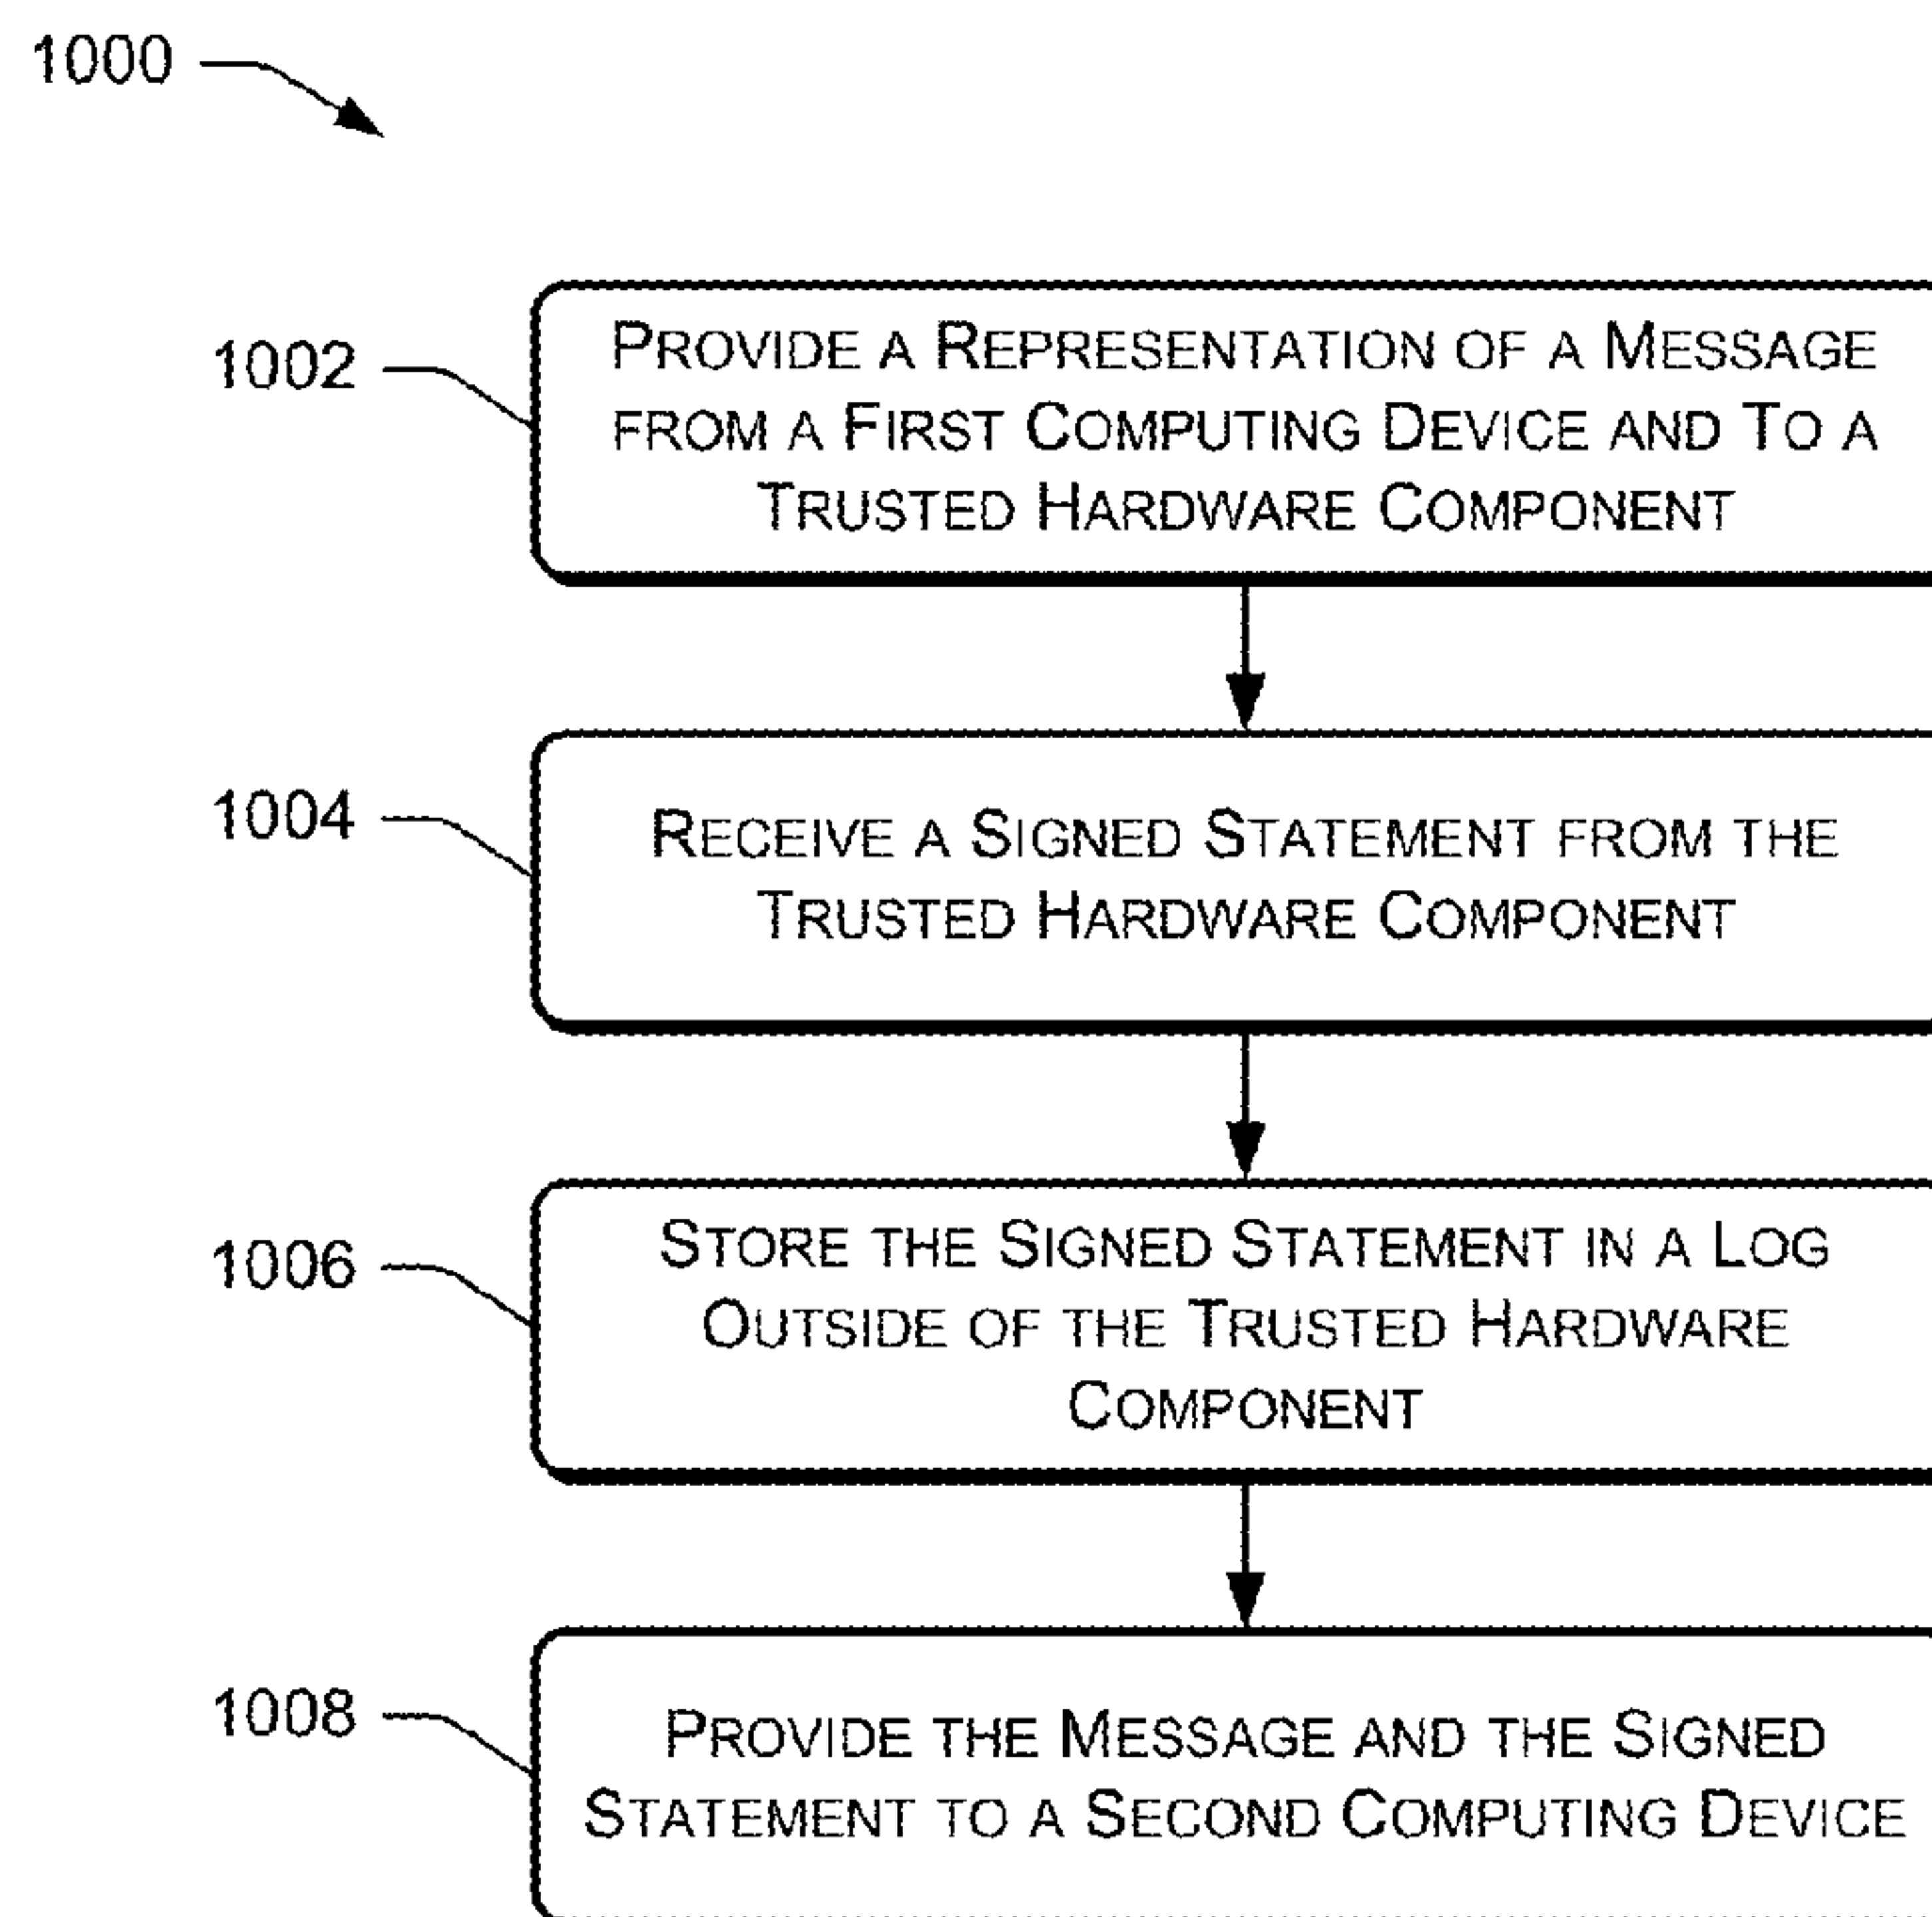 1000
1002
PROVIDE A REPRESENTATION OF A MESSAGE
FROM A FIRST COMPUTING DEVICE AND TO A
TRUSTED HARDWARE COMPONENT
1004
RECEIVE A SIGNED STATEMENT FROM THE
TRUSTED HARDWARE COMPONENT
1006
STORE THE SIGNED STATEMENT IN A LOG
OUTSIDE OF THE TRUSTED HARDWARE
COMPONENT
1008
PROVIDE THE MESSAGE AND THE SIGNED
STATEMENT TO A SECOND COMPUTING DEVICE